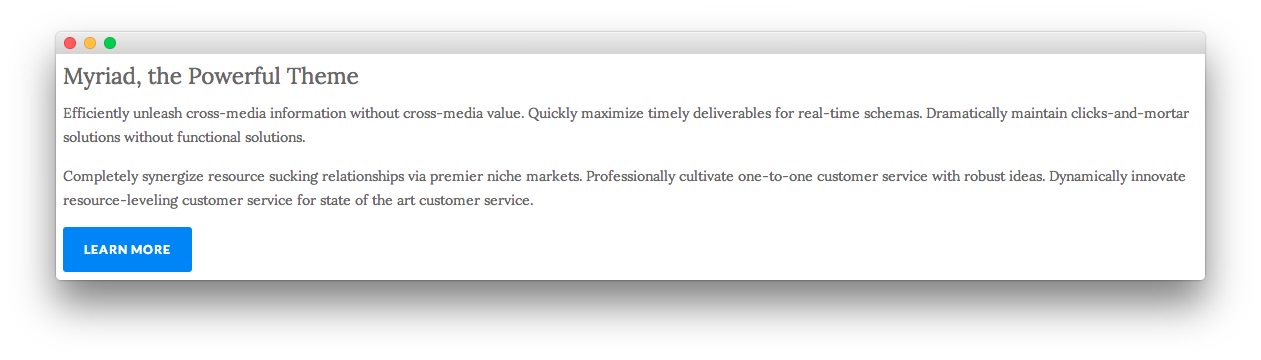 Myriad, the Powerful Theme
Efficiently unleash cross-media information without cross-media value. Quickly maximize timely deliverables for real-time schemas. Dramatically maintain clicks-and-mortar
solutions without functional solutions.
Completely synergize resource sucking relationships via premier niche markets. Professionally cultivate one-to-one customer service with robust ideas. Dynamically innovate
resource-leveling customer service for state of the art customer service.
LEARN MORE